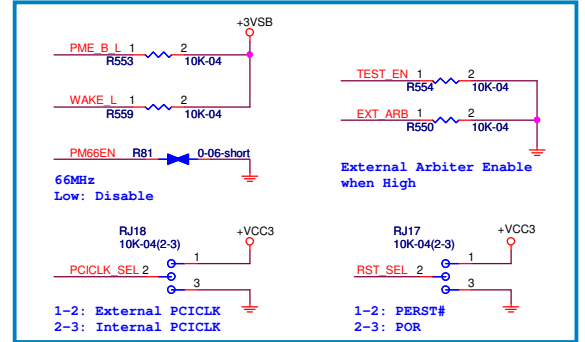 +3VSB
PME_B_L 1 2
R553 10K-04
WAKE_L 1 2
R559 10K-04
PM66EN R81 0-06-short
66MHz
Low: Disable
TEST_EN 1 2
R554 10K-04
EXT_ARB 1 2
R550 10K-04
External Arbiter Enable
when High
RJ18
10K-04(2-3)
+VCC3
1
PCICLK_SEL 2
3
1-2: External PCICLK
2-3: Internal PCICLK
RJ17
10K-04(2-3)
+VCC3
1
RST_SEL 2
3
1-2: PERST#
2-3: POR